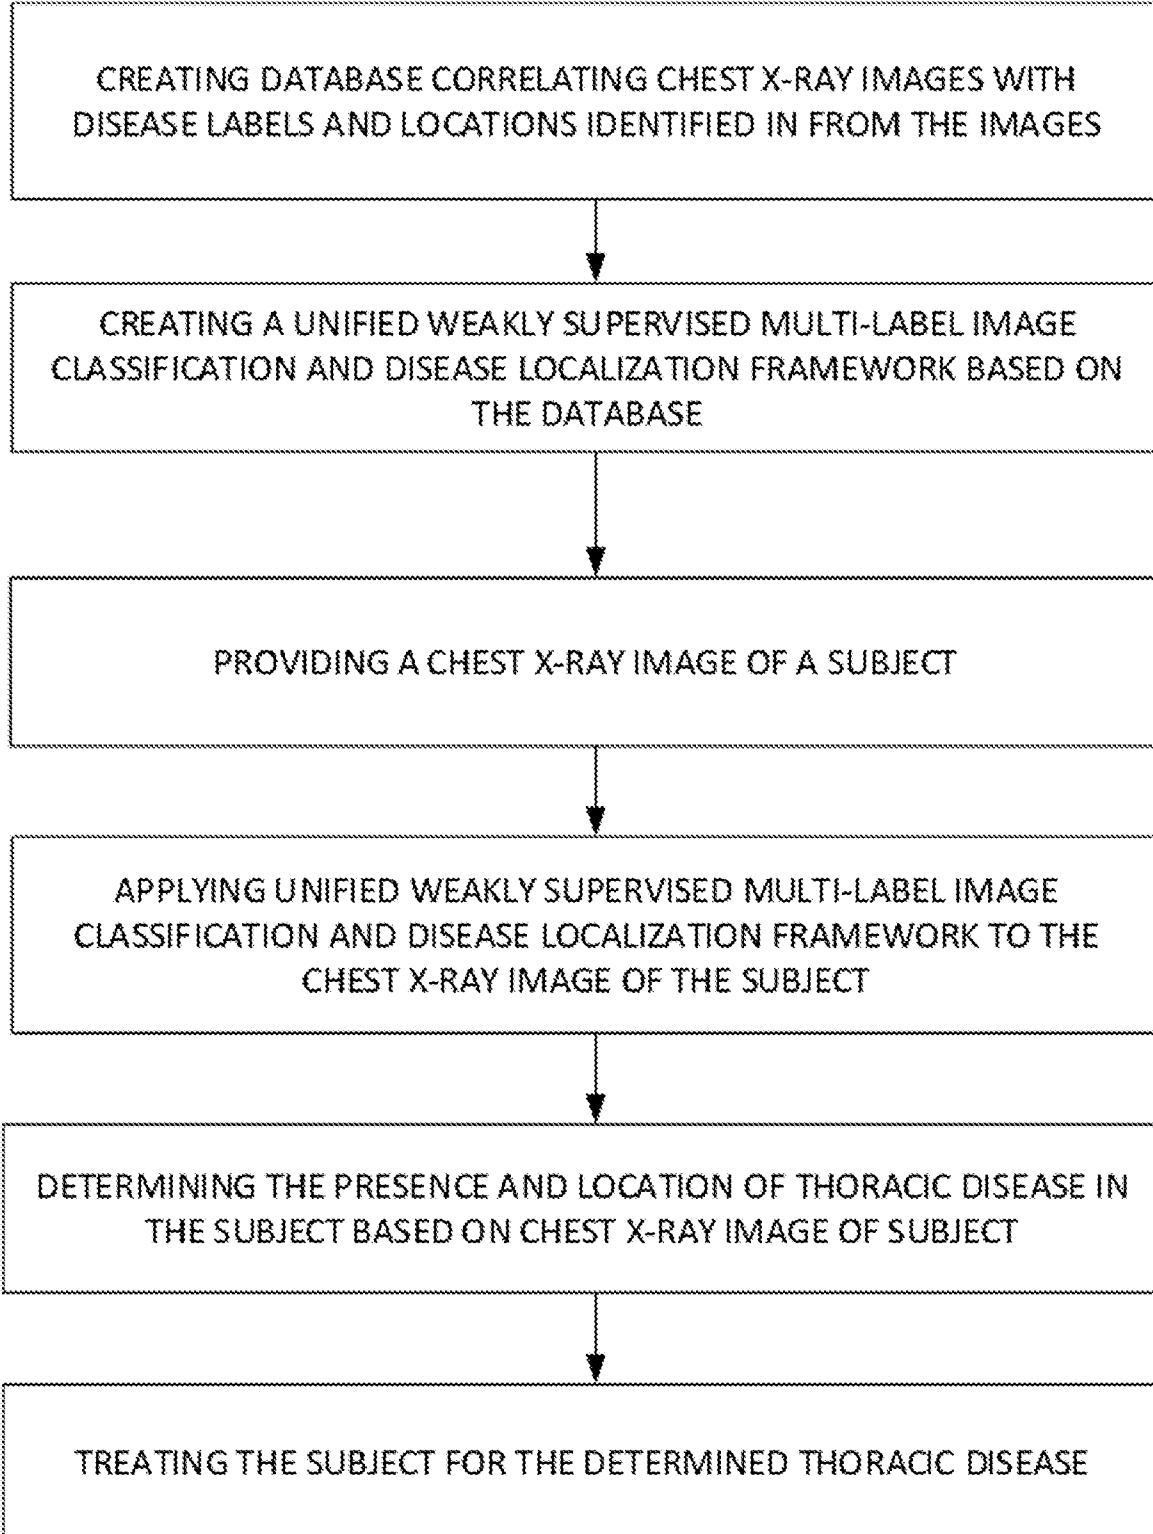 CREATING DATABASE CORRELATING CHEST X-RAY IMAGES WITH
DISEASE LABELS AND LOCATIONS IDENTIFIED IN FROM THE IMAGES
CREATING A UNIFIED WEAKLY SUPERVISED MULTI-LABEL IMAGE
CLASSIFICATION AND DISEASE LOCALIZATION FRAMEWORK BASED ON
THE DATABASE
PROVIDING A CHEST X-RAY IMAGE OF A SUBJECT
APPLYING UNIFIED WEAKLY SUPERVISED MULTI-LABEL IMAGE
CLASSIFICATION AND DISEASE LOCALIZATION FRAMEWORK TO THE
CHEST X-RAY IMAGE OF THE SUBJECT
DETERMINING THE PRESENCE AND LOCATION OF THORACIC DISEASE IN
THE SUBJECT BASED ON CHEST X-RAY IMAGE OF SUBJECT
TREATING THE SUBJECT FOR THE DETERMINED THORACIC DISEASE